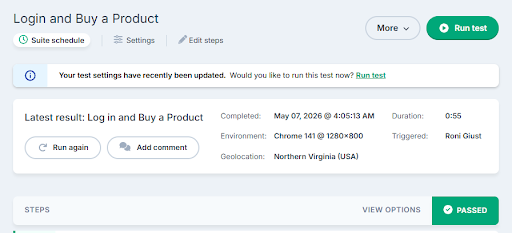 Login and Buy a Product
Suite schedule
Settings
Edit steps
More
Run test
Your test settings have recently been updated. Would you like to run this test now? Run test
Latest result: Log in and Buy a Product
Run again
Add comment
Completed: May 07, 2026 @ 4:05:13 AM
Duration: 0:55
Environment: Chrome 141 @ 1280x800
Triggered: Roni Giust
Geolocation: Northern Virginia (USA)
STEPS
VIEW OPTIONS
PASSED